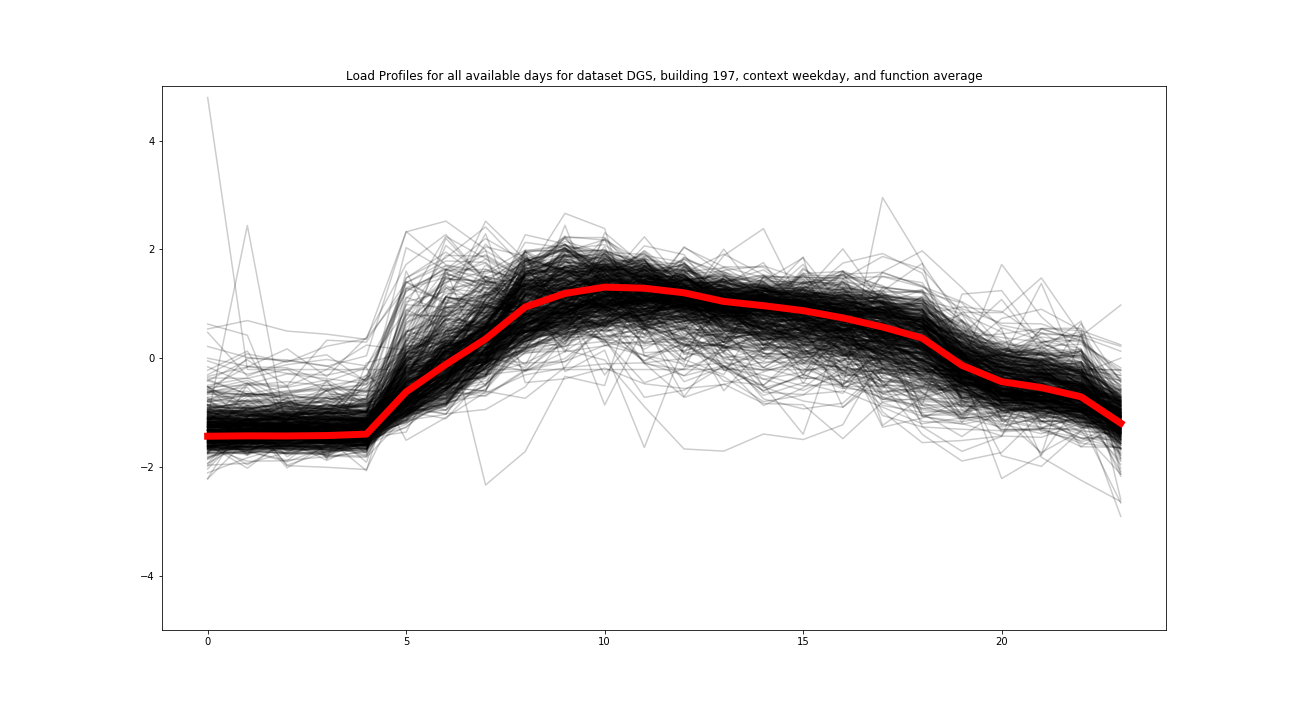 Load Profiles for all available days for dataset DGS, building 197, context weekday, and function average
4
2
0
−2
−4
0 5 10 15 20